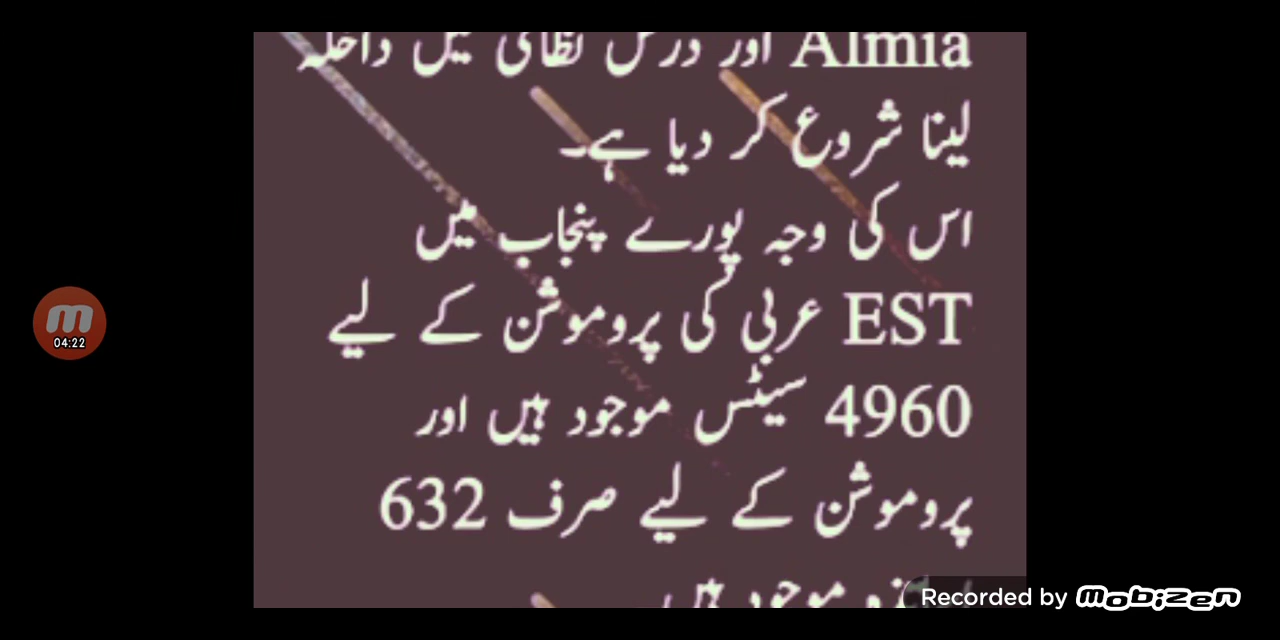 Almia اور درس نظامی میں داخلہ
لینا شروع کر دیا ہے۔
اس کی وجہ پورے پنجاب میں
EST عربی کی پروموشن کے لیے
4960 سیٹس موجود ہیں اور
پروموشن کے لیے صرف 632
موجود ہیں
04:22
Recorded by mobizen